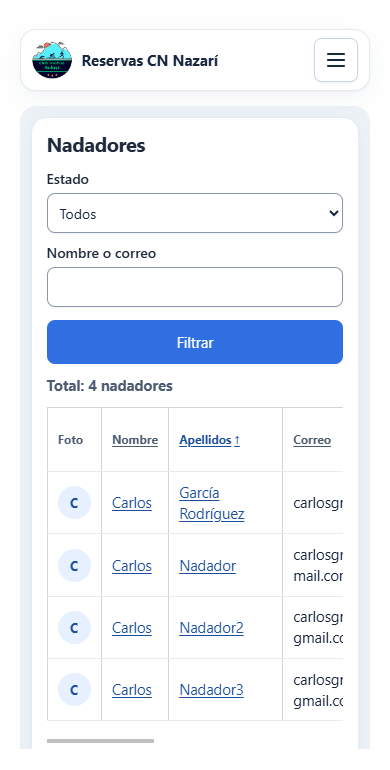 Reservas CN Nazarí
Nadadores
Estado
Todos
Nombre o correo
Filtrar
Total: 4 nadadores
Foto Nombre Apellidos ↑ Correo
C Carlos García
Rodríguez
C Carlos Nadador
C Carlos Nadador2
C Carlos Nadador3